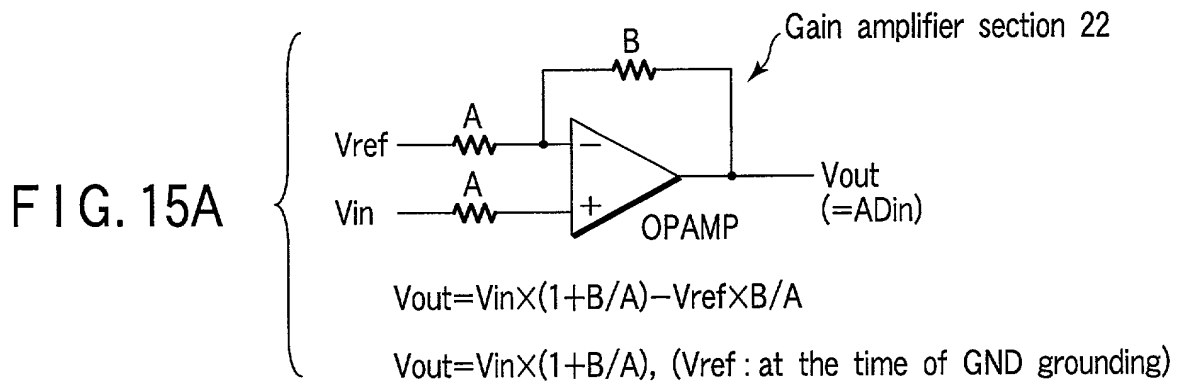 Gain amplifier section 22
B
A
Vref
−
A
Vin
+
OPAMP
Vout
(=ADin)
FIG. 15A
Vout=Vin×(1+B/A)−Vref×B/A
Vout=Vin×(1+B/A), (Vref : at the time of GND grounding)